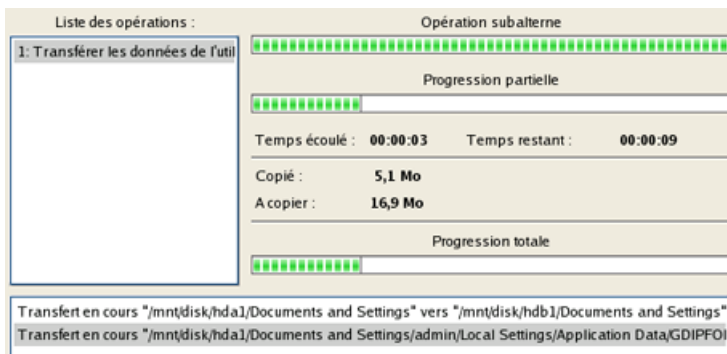 Liste des opérations :
1: Transférer les données de l'util
Opération subalterne
Progression partielle
Temps écoulé : 00:00:03 Temps restant : 00:00:09
Copié : 5,1 Mo
A copier : 16,9 Mo
Progression totale
Transfert en cours "/mnt/disk/hda1/Documents and Settings" vers "/mnt/disk/hdb1/Documents and Settings"
Transfert en cours "/mnt/disk/hda1/Documents and Settings/admin/Local Settings/Application Data/GDIPFO